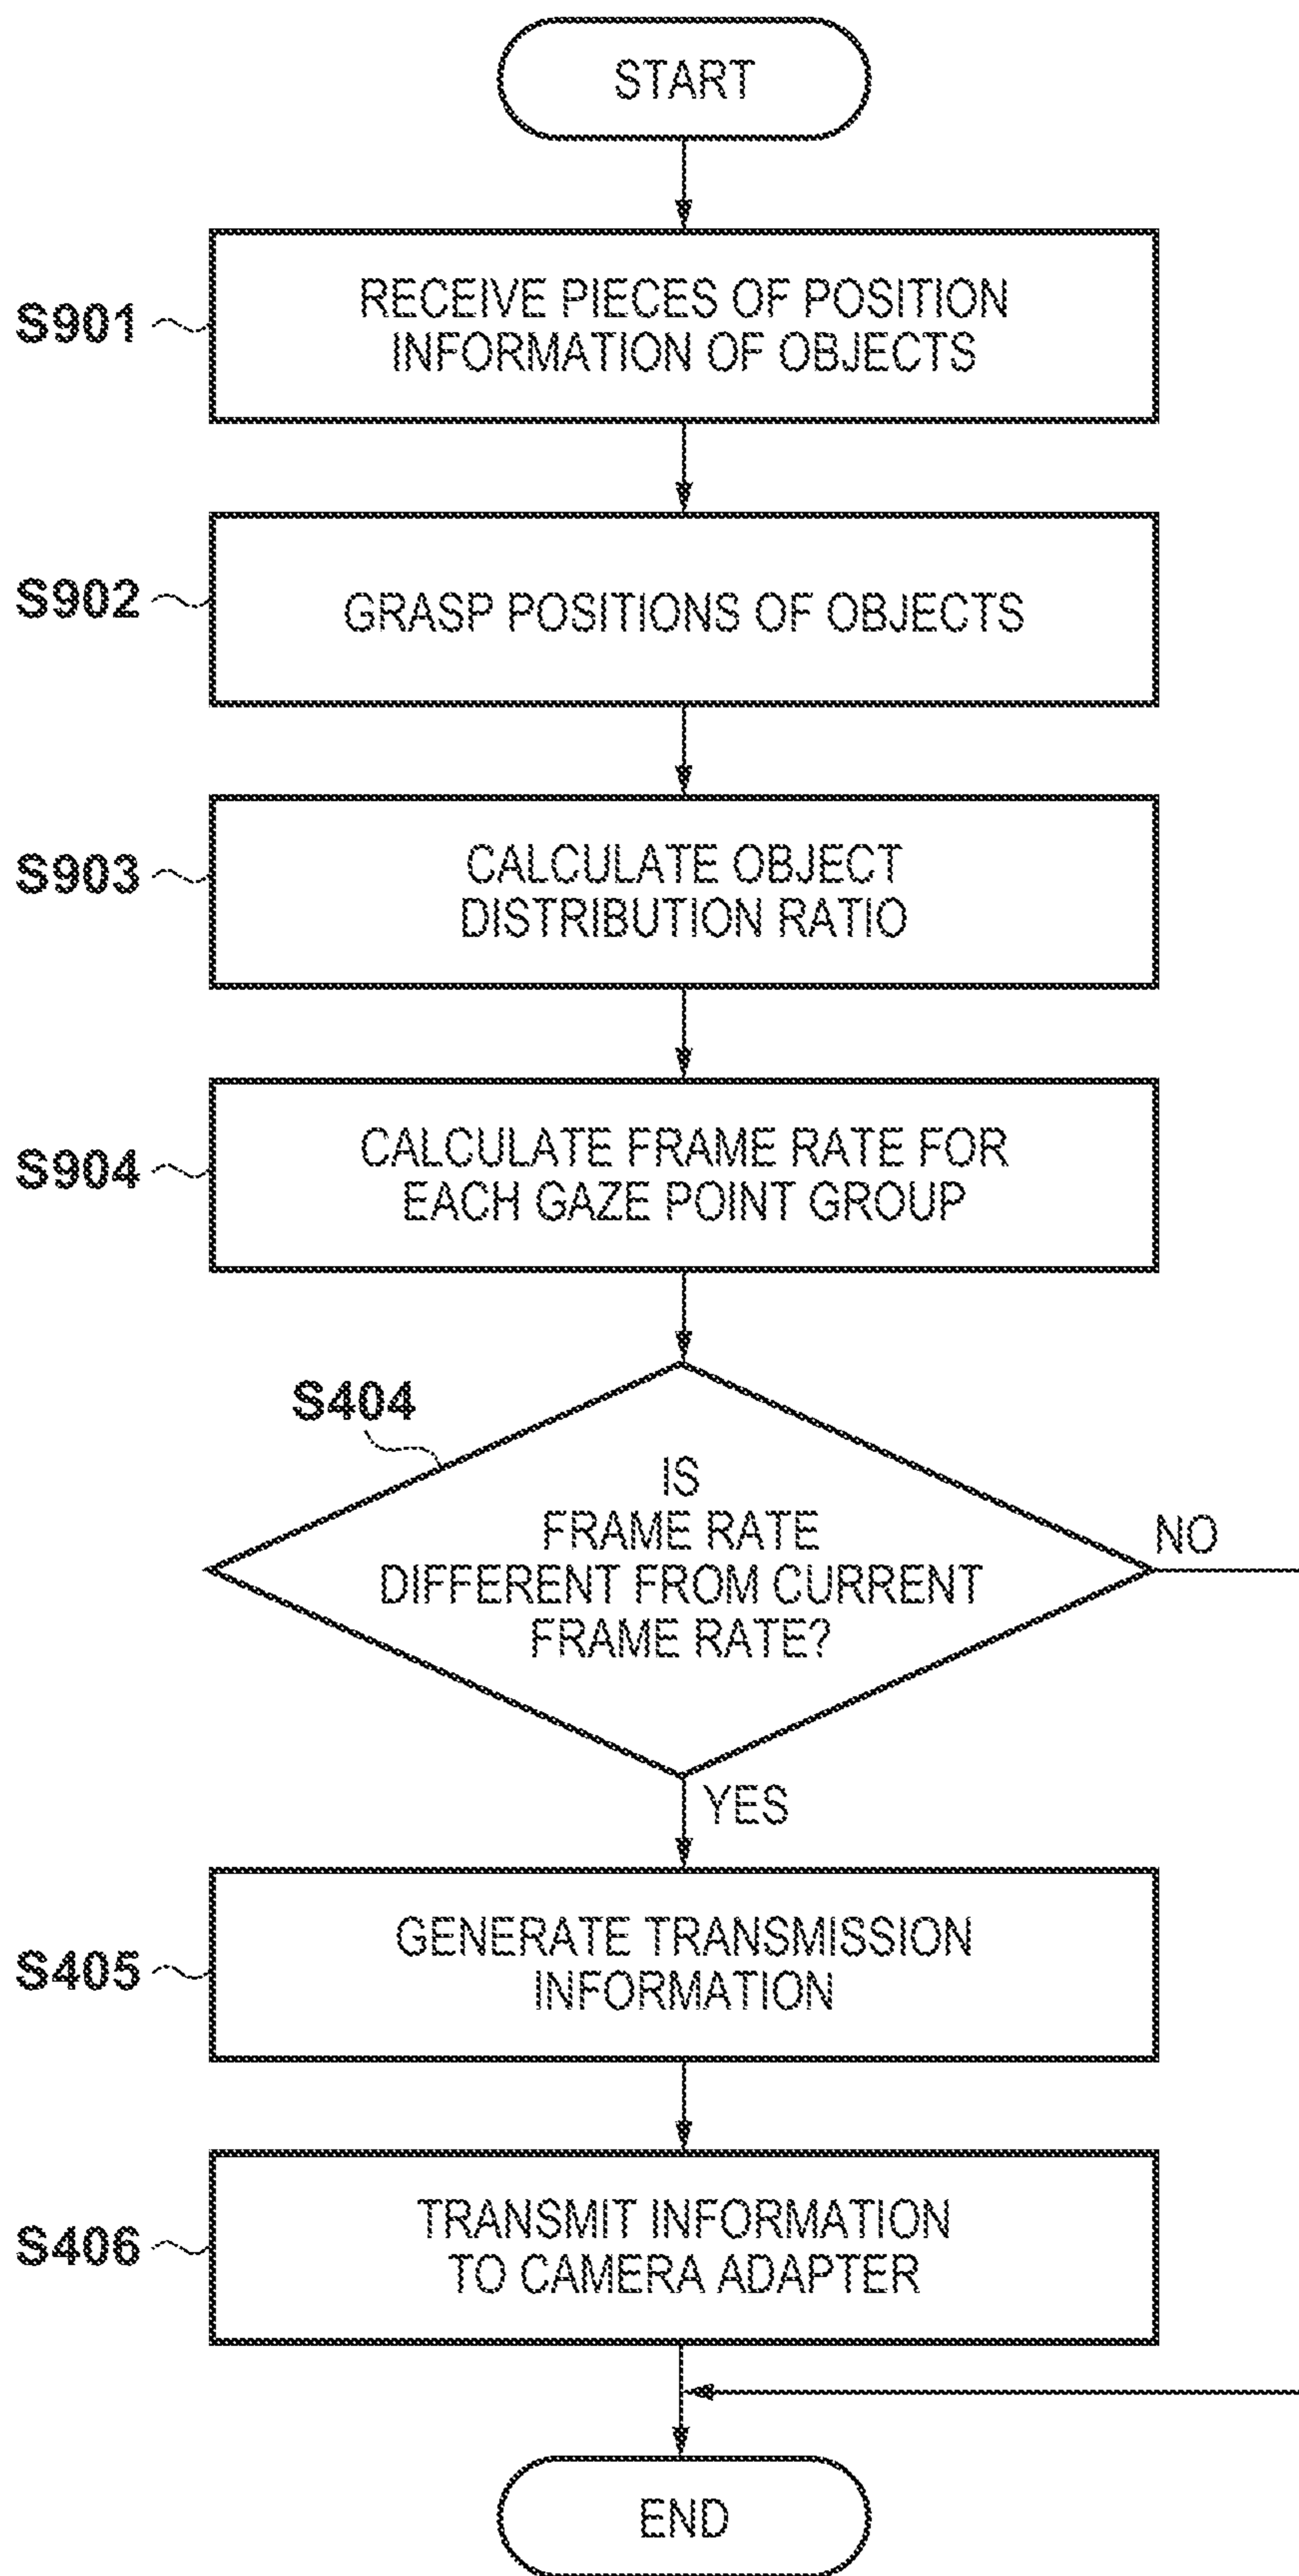 START
S901
RECEIVE PIECES OF POSITION
INFORMATION OF OBJECTS
S902
GRASP POSITIONS OF OBJECTS
S903
CALCULATE OBJECT
DISTRIBUTION RATIO
S904
CALCULATE FRAME RATE FOR
EACH GAZE POINT GROUP
S404
IS
FRAME RATE
DIFFERENT FROM CURRENT
FRAME RATE?
NO
YES
S405
GENERATE TRANSMISSION
INFORMATION
S406
TRANSMIT INFORMATION
TO CAMERA ADAPTER
END